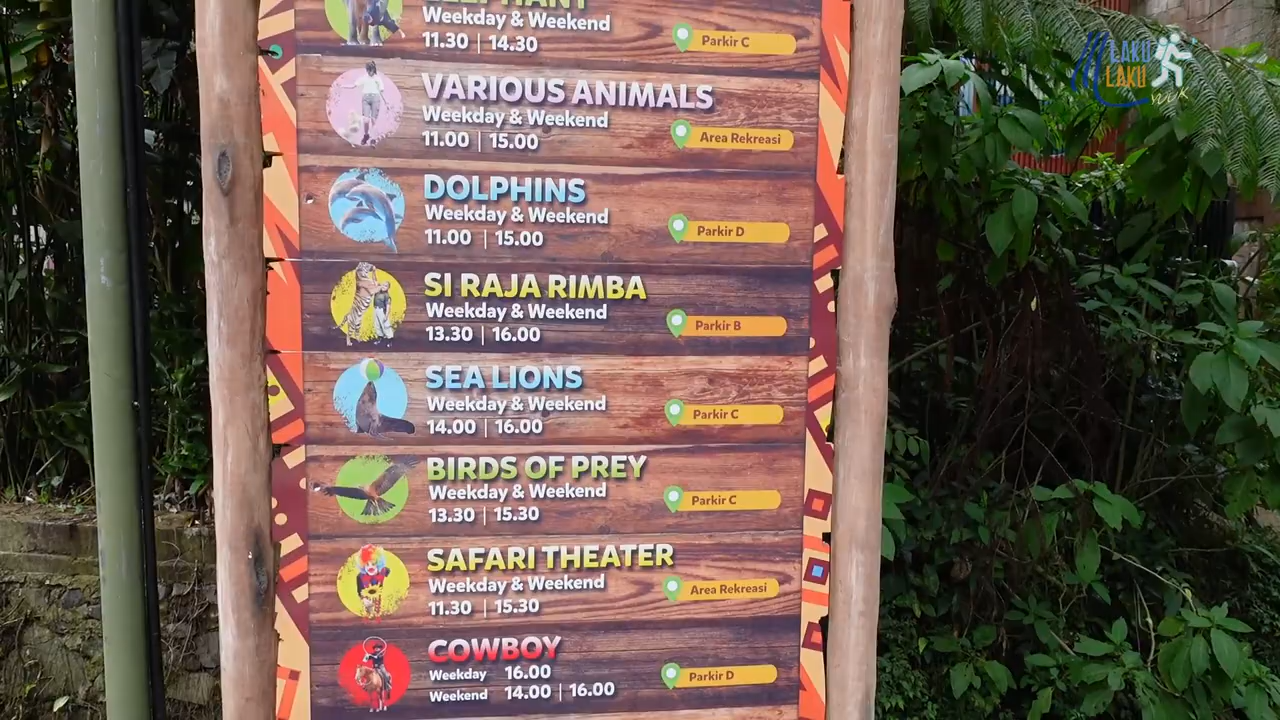 ELEPHANT
Weekday & Weekend
11.30 | 14.30
Parkir C
VARIOUS ANIMALS
Weekday & Weekend
11.00 | 15.00
Area Rekreasi
DOLPHINS
Weekday & Weekend
11.00 | 15.00
Parkir D
SI RAJA RIMBA
Weekday & Weekend
13.30 | 16.00
Parkir B
SEA LIONS
Weekday & Weekend
14.00 | 16.00
Parkir C
BIRDS OF PREY
Weekday & Weekend
13.30 | 15.30
Parkir C
SAFARI THEATER
Weekday & Weekend
11.30 | 15.30
Area Rekreasi
COWBOY
Weekday 16.00
Weekend 14.00 | 16.00
Parkir D
LAKU
LAKU